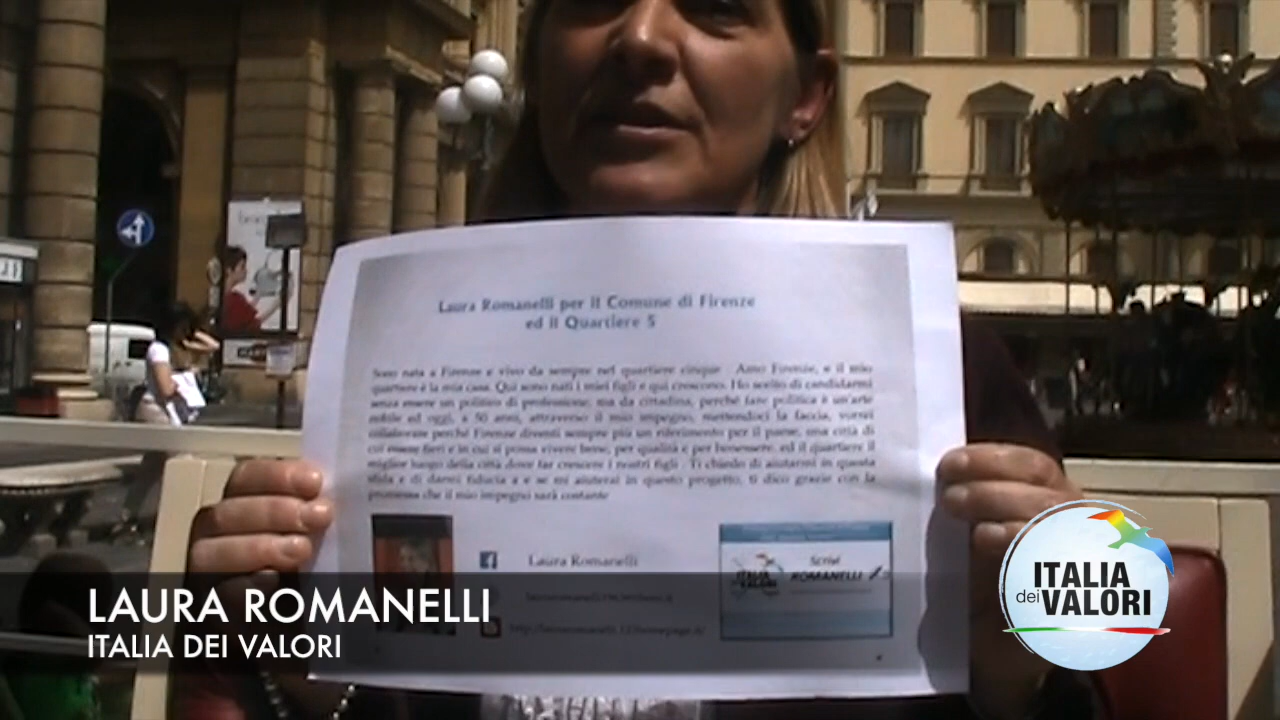 Laura Romanelli per il Comune di Firenze
ed il Quartiere 5
Sono nata a Firenze e vivo da sempre nel quartiere cinque Amo Firenze, e il mio
quartiere è la mia casa. Qui sono nati i miei figli e qui crescono. Ho scelto di candidarmi
senza essere un politico di professione, ma da cittadina, perché fare politica è un'arte
nobile ed oggi, a 50 anni, attraverso il mio impegno, mettendoci la faccia, vorrei
collaborare perché Firenze diventi sempre più un riferimento per il paese, una città di
cui essere fieri e in cui si possa vivere bene, per qualità e per benessere, ed il quartiere il
miglior luogo della città dove far crescere i nostri figli. Ti chiedo di aiutarmi in questa
sfida e di darmi fiducia a e se mi aiuterai in questo progetto, ti dico grazie con la
promessa che il mio impegno sarà costante
Laura Romanelli
Scrivi
ROMANELLI
ITALIA
VALORI
LAURA ROMANELLI
ITALIA DEI VALORI
ITALIA
dei VALORI